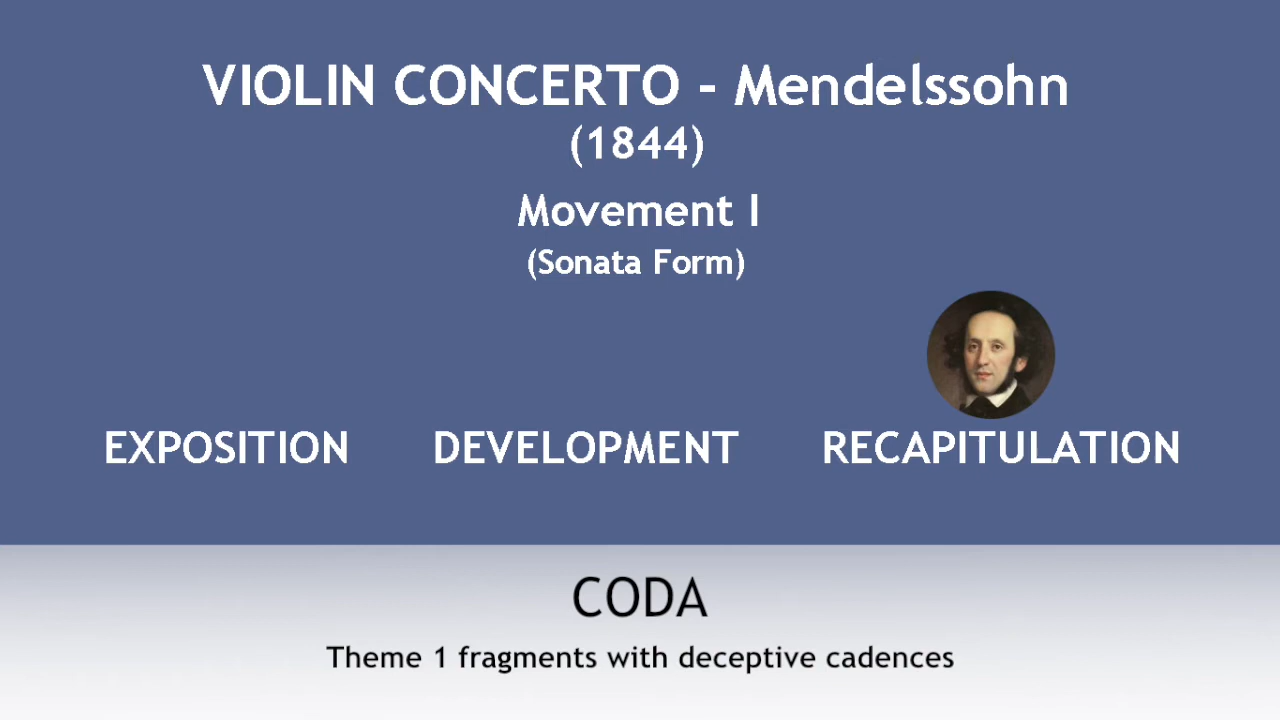 VIOLIN CONCERTO - Mendelssohn
(1844)
Movement I
(Sonata Form)
EXPOSITION DEVELOPMENT RECAPITULATION
CODA
Theme 1 fragments with deceptive cadences